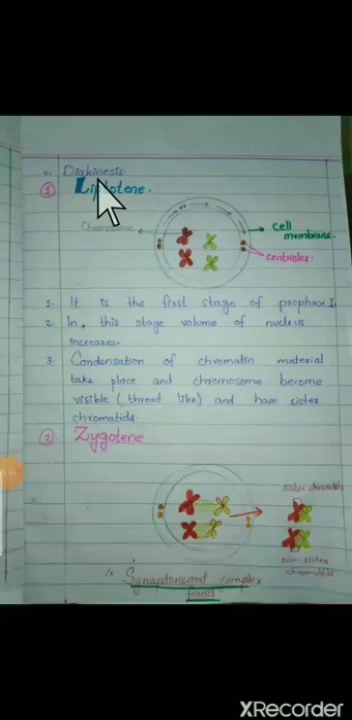 v. Diakinesis.
① Liptotene.
Chromosome
cell
membrane.
centrioles.
1. It is the first stage of prophase I.
2. In, this stage volume of nucleus
increases.
3. Condensation of chromatin material
take place and chromosome become
visible (thread like) and have sister
chromatids.
② Zygotene
sister chromatids
non sister
chromatids
Synaptonemal complex
forms
XRecorder